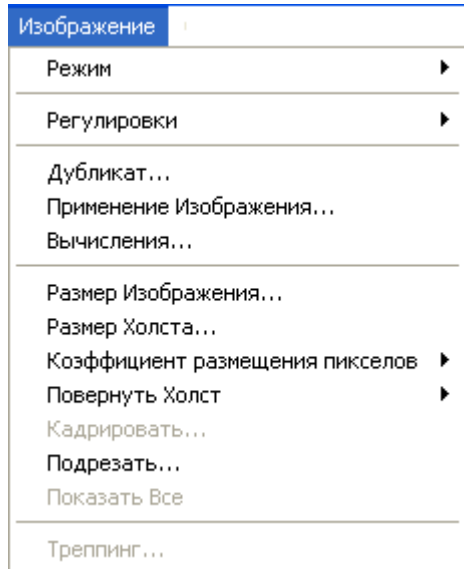 Изображение
Режим
Регулировки
Дубликат...
Применение Изображения...
Вычисления...
Размер Изображения...
Размер Холста...
Коэффициент размещения пикселов
Повернуть Холст
Кадрировать...
Подрезать...
Показать Все
Треппинг...